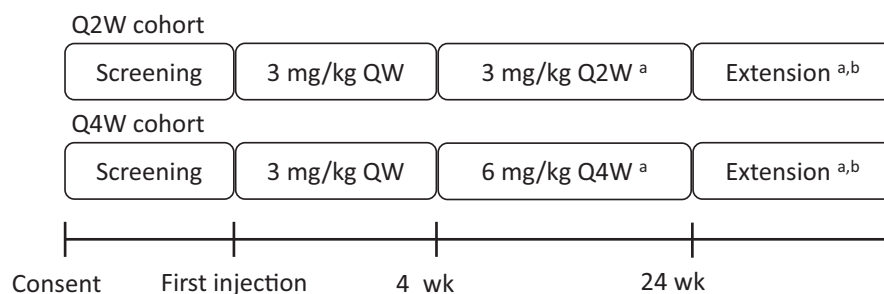 Q2W cohort
Screening 3 mg/kg QW 3 mg/kg Q2W a Extension a,b
Q4W cohort
Screening 3 mg/kg QW 6 mg/kg Q4W a Extension a,b
Consent First injection 4 wk 24 wk